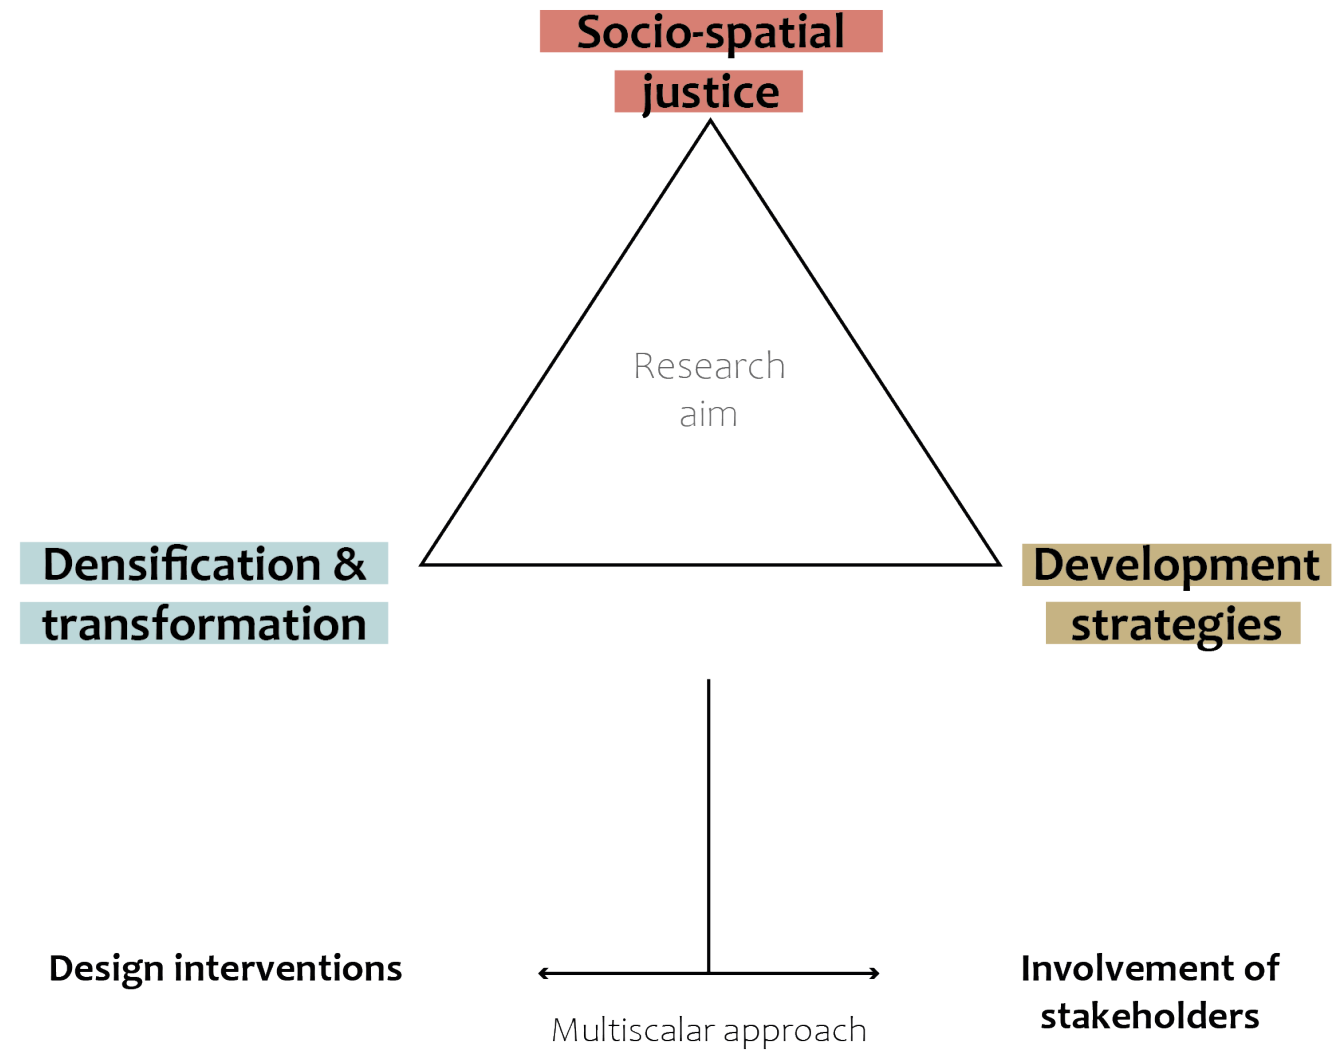 Socio-spatial
justice
Research
aim
Densification &
transformation
Development
strategies
Design interventions
Involvement of
stakeholders
Multiscalar approach